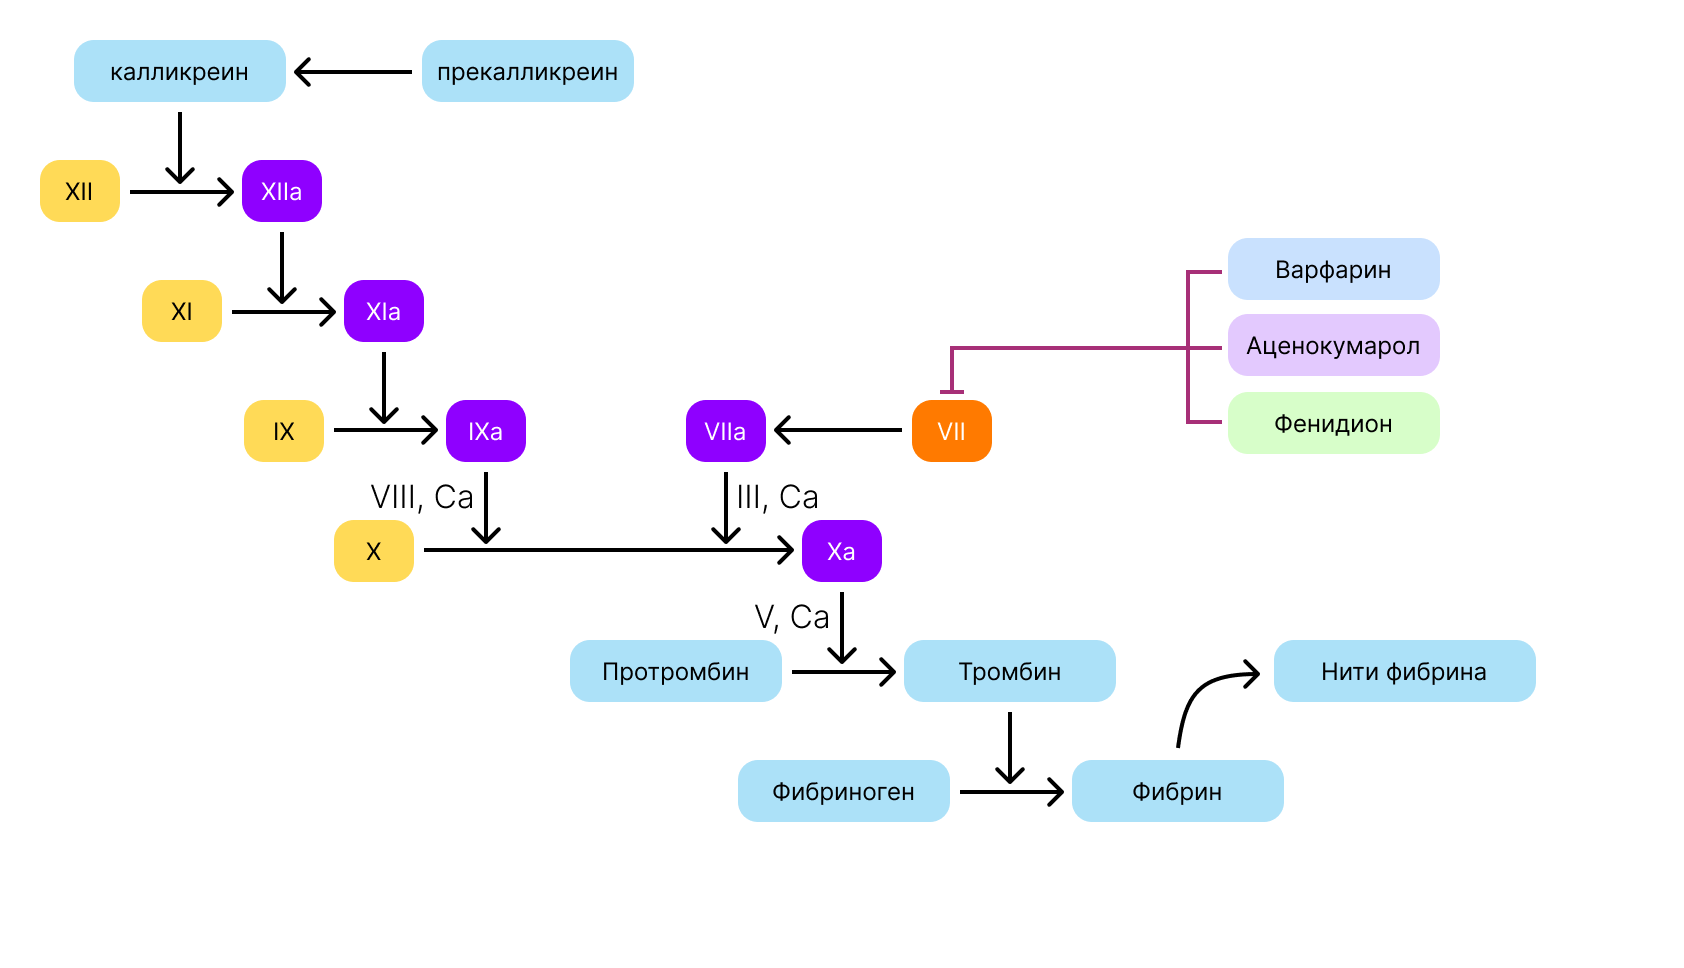 калликреин
прекалликреин
XII
XIIa
XI
XIa
Варфарин
Аценокумарол
Фенидион
IX
IXa
VIIa
VII
VIII, Ca
III, Ca
X
Xa
V, Ca
Протромбин
Тромбин
Нити фибрина
Фибриноген
Фибрин